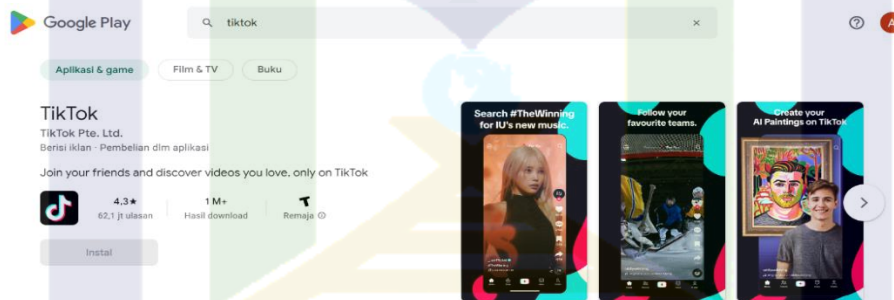 Google Play
tiktok
Aplikasi & game
Film & TV
Buku
TikTok
TikTok Pte. Ltd.
Berisi iklan · Pembelian dlm aplikasi
Join your friends and discover videos you love, only on TikTok
4,3★
62,1 jt ulasan
1 M+
Hasil download
Remaja
Instal
Search #TheWinning
for IU's new music.
Follow your
favourite teams.
Create your
AI Paintings on TikTok